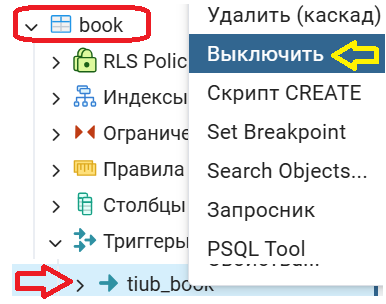 book
RLS Polic
Индексы
Ограниче
Правила
Столбцы
Триггеры
tiub_book
Удалить (каскад)
Выключить
Скрипт CREATE
Set Breakpoint
Search Objects...
Запросник
PSQL Tool